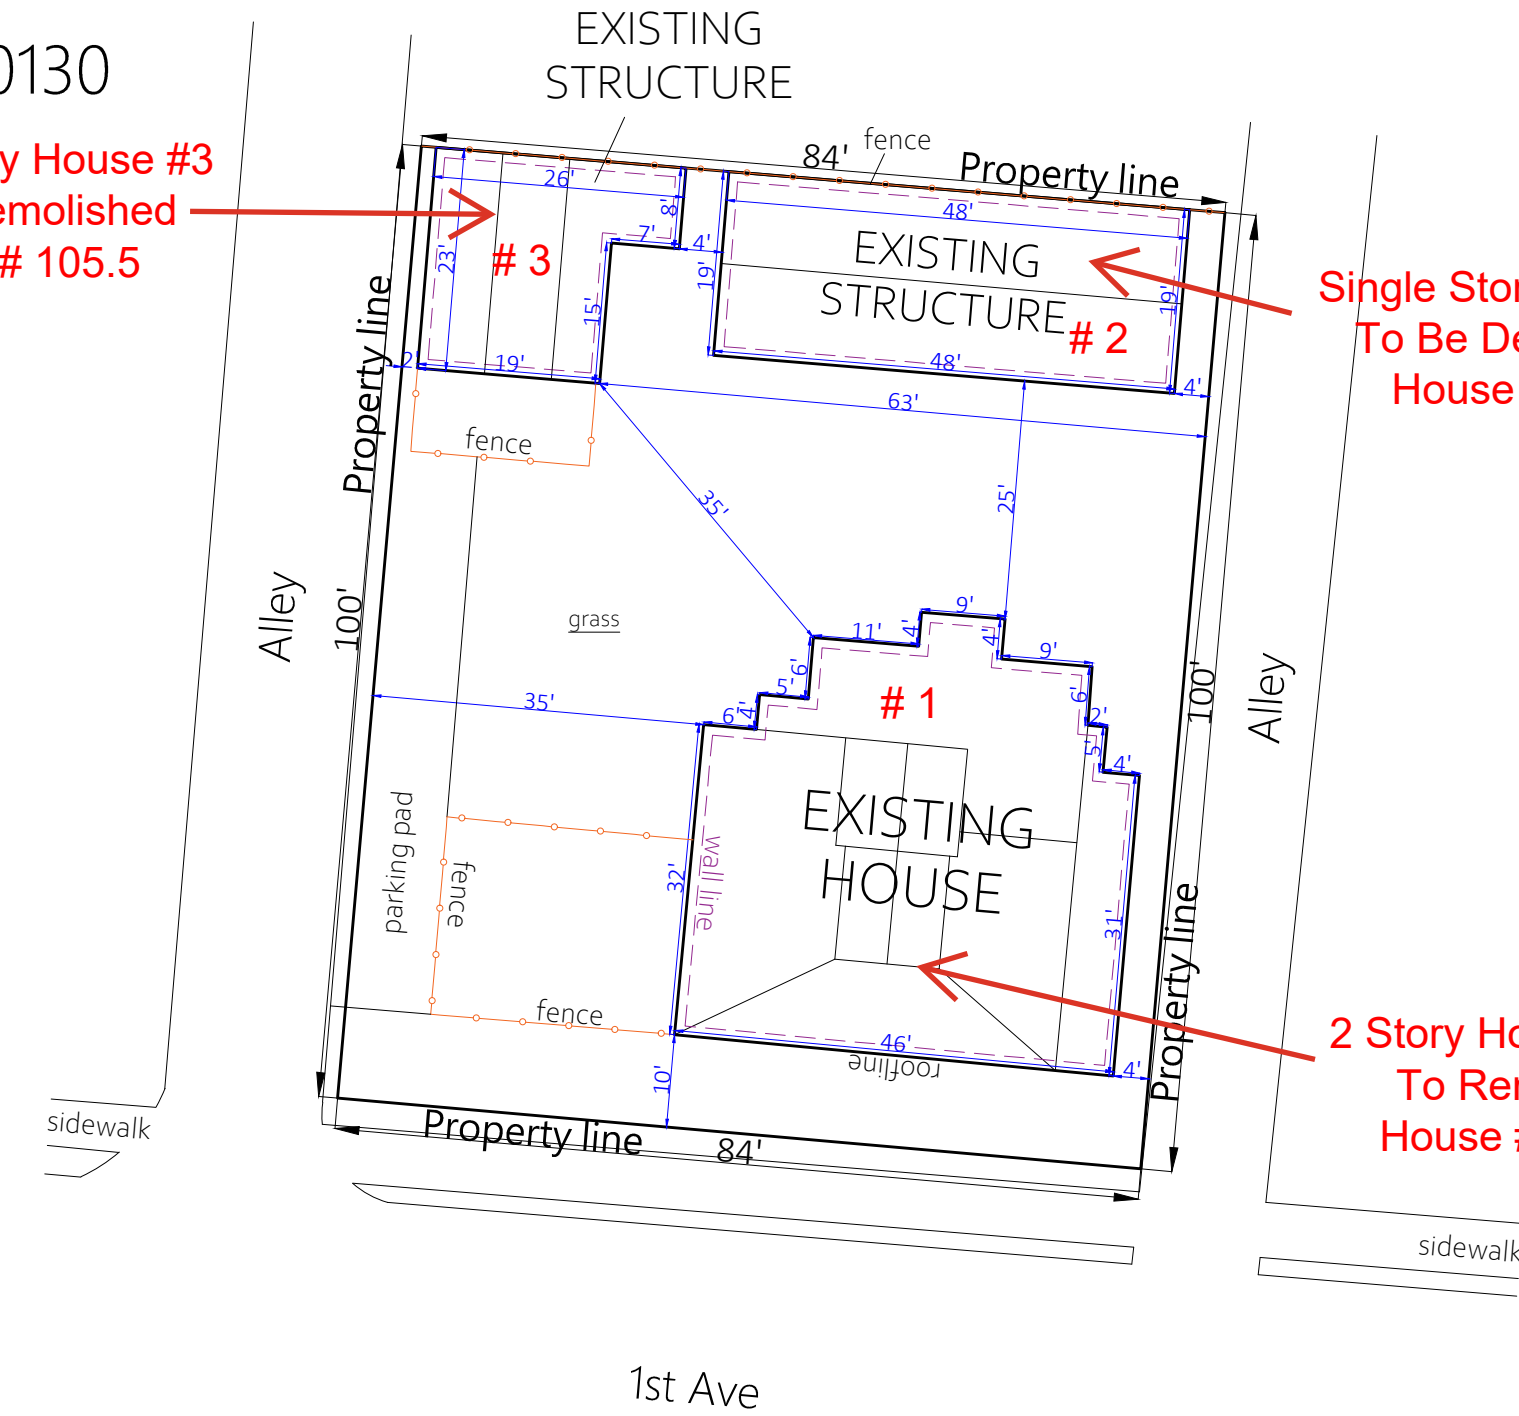 EXISTING
STRUCTURE
0130
fence
84'
Property line
y House #3
emolished
# 105.5
26'
8'
7'
4'
23'
# 3
15'
19'
2'
48'
EXISTING
STRUCTURE
19'
19'
# 2
48'
4'
Single Stor
To Be De
House
63'
Property line
fence
35'
25'
Alley
100'
grass
9'
11'
4'
4'
9'
6'
5'
6'
4'
# 1
6'
2'
5'
4'
35'
100'
Alley
EXISTING
HOUSE
parking pad
fence
wall line
32'
31'
Property line
fence
46'
roofline
4'
10'
2 Story Ho
To Rem
House #
sidewalk
Property line
84'
sidewalk
1st Ave